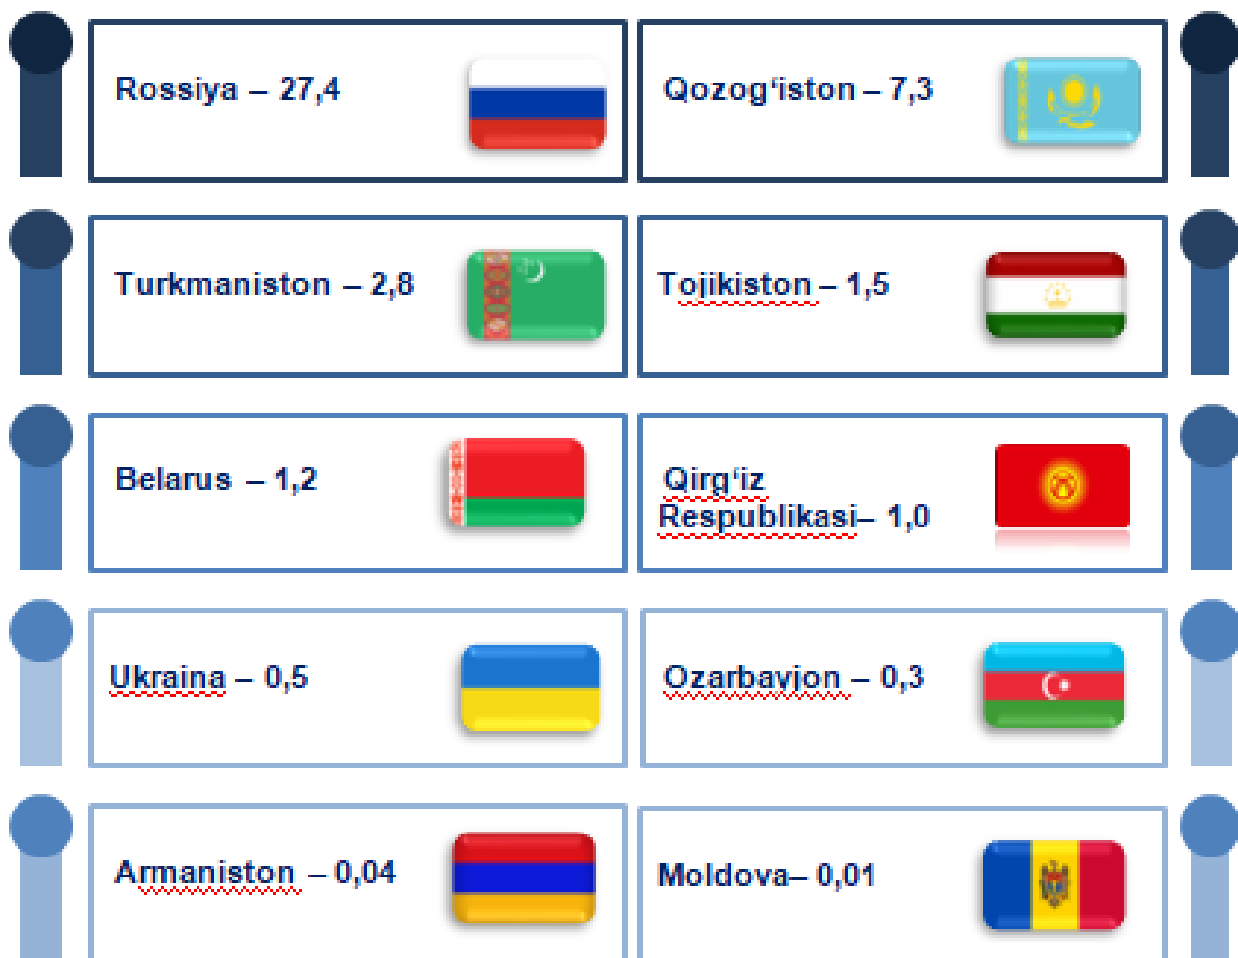 Rossiya – 27,4
Qozog‘iston – 7,3
Turkmaniston – 2,8
Tojikiston – 1,5
Belarus – 1,2
Qirg‘iz
Respublikasi– 1,0
Ukraina – 0,5
Ozarbayjon – 0,3
Armaniston – 0,04
Moldova– 0,01